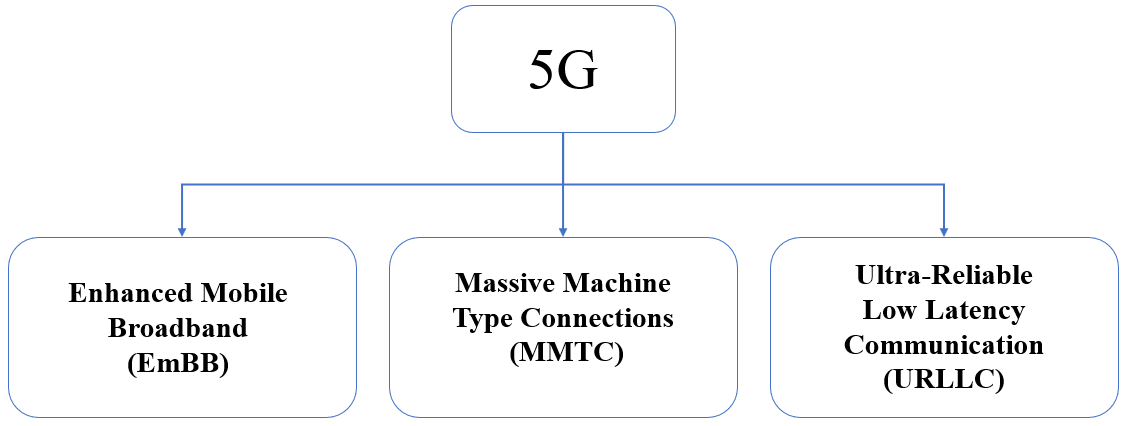 5G
Enhanced Mobile
Broadband
(EmBB)
Massive Machine
Type Connections
(MMTC)
Ultra-Reliable
Low Latency
Communication
(URLLC)